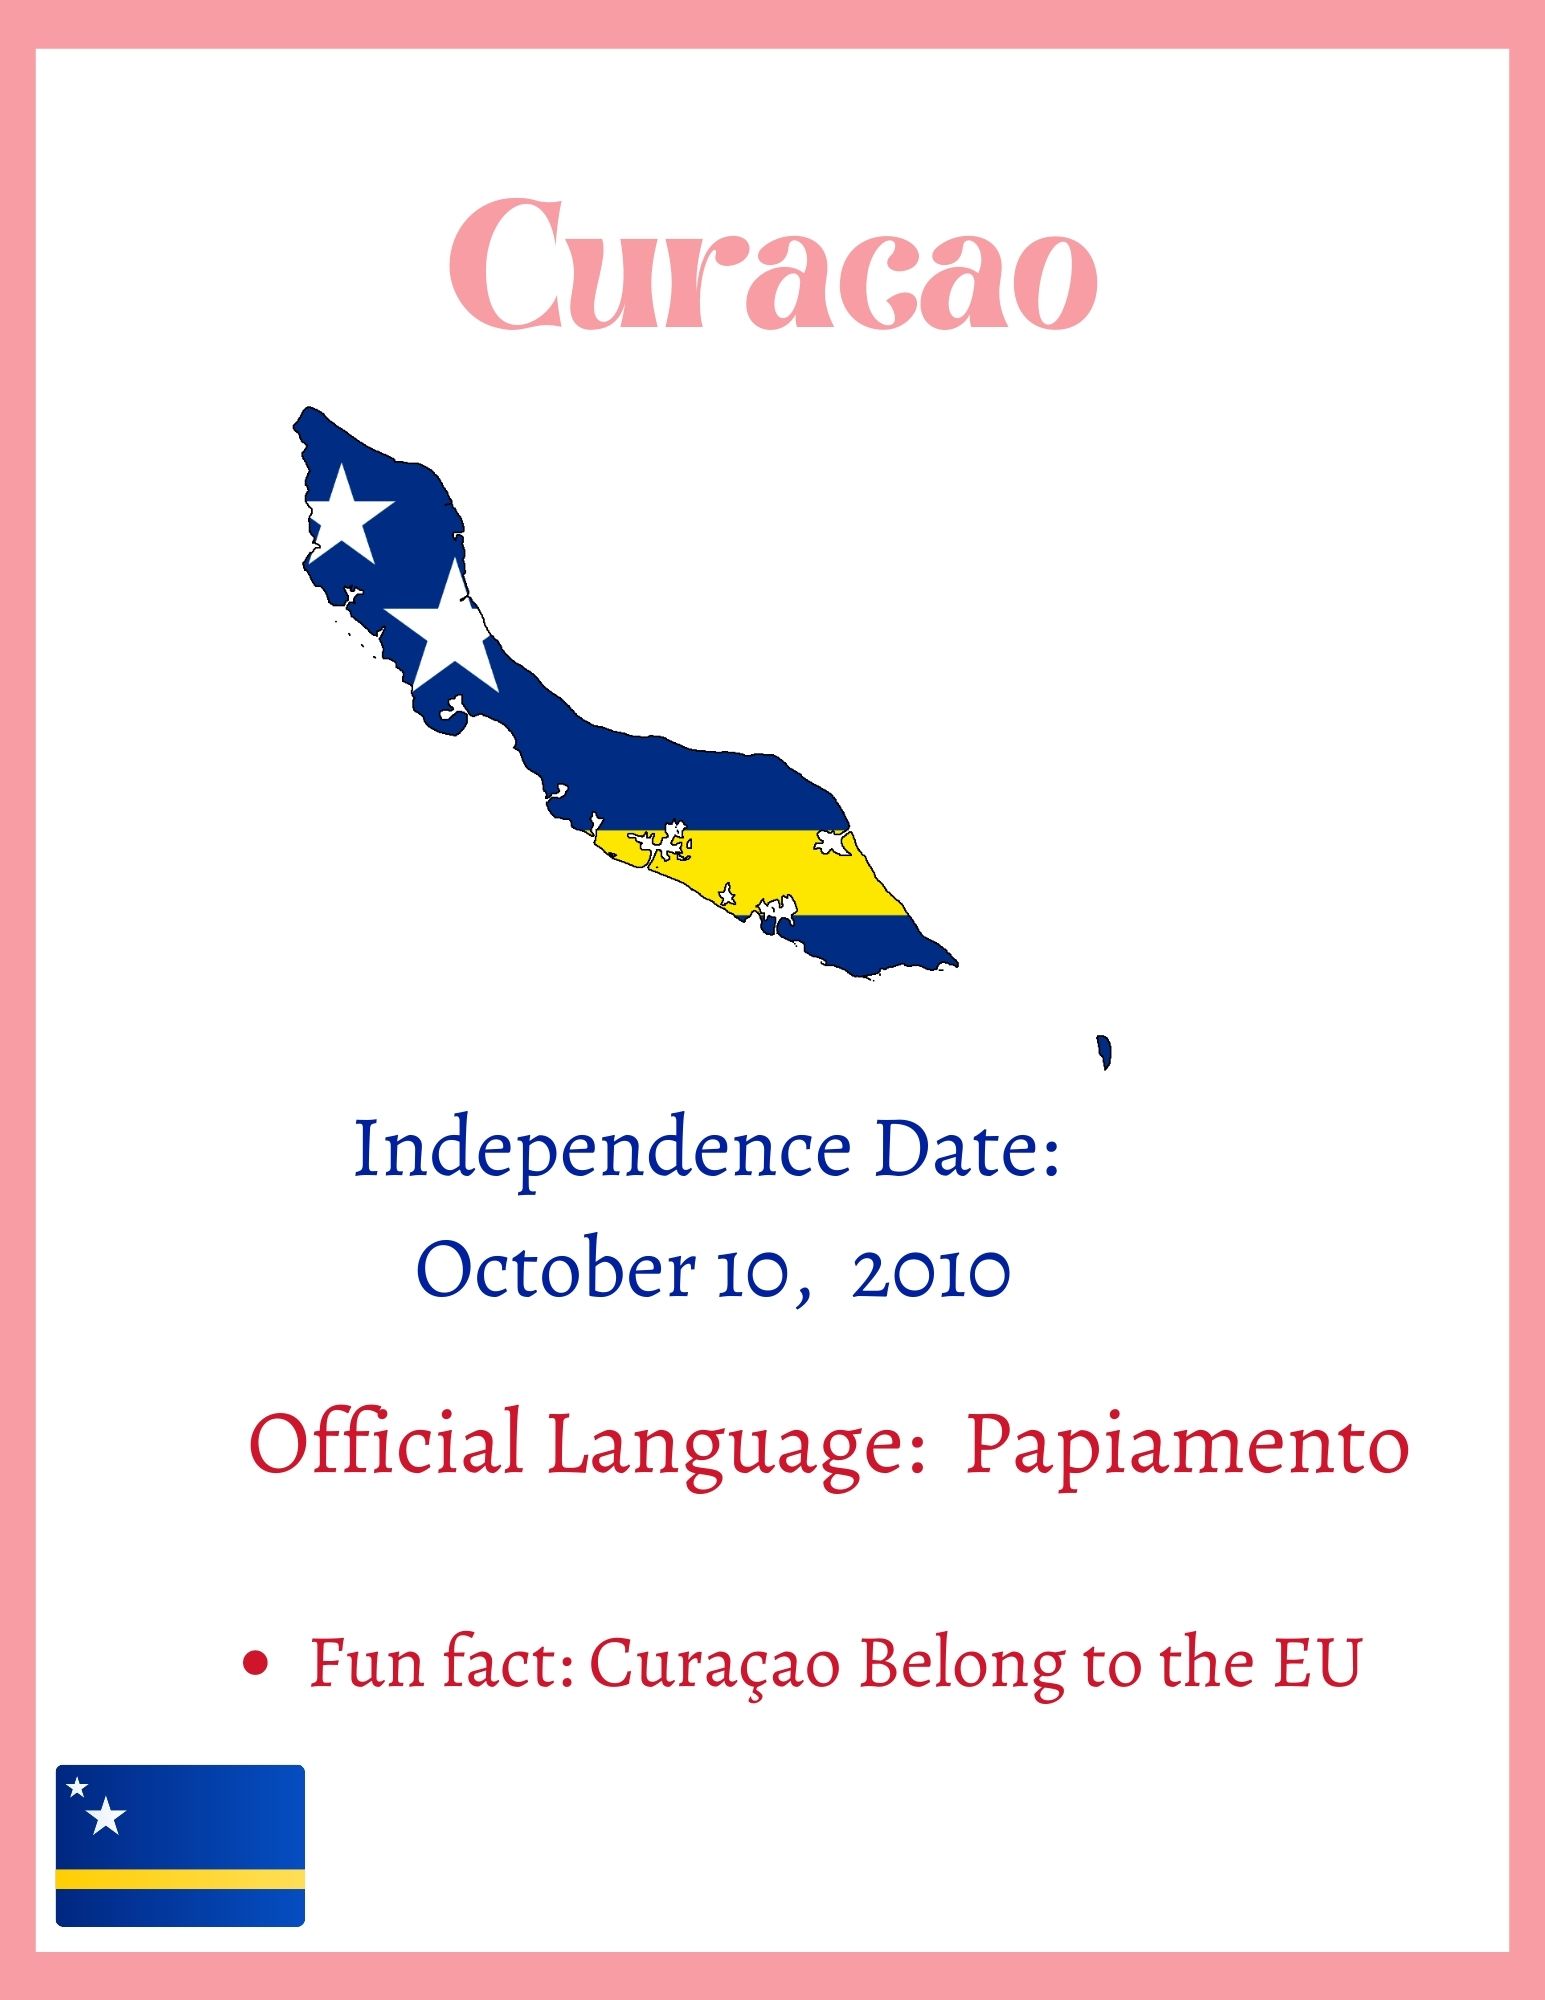 Curacao
Independence Date:
October 10, 2010
Official Language: Papiamento
• Fun fact: Curaçao Belong to the EU